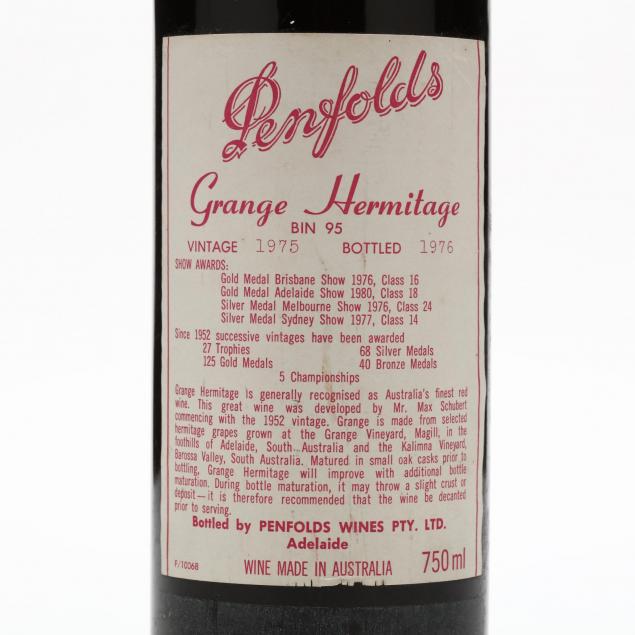 Penfolds
Grange Hermitage
BIN 95
VINTAGE 1975 BOTTLED 1976
SHOW AWARDS:
Gold Medal Brisbane Show 1976, Class 16
Gold Medal Adelaide Show 1980, Class 18
Silver Medal Melbourne Show 1976, Class 24
Silver Medal Sydney Show 1977, Class 14
Since 1952 successive vintages have been awarded
27 Trophies 68 Silver Medals
125 Gold Medals 40 Bronze Medals
5 Championships
Grange Hermitage is generally recognised as Australia's finest red
wine. This great wine was developed by Mr. Max Schubert
commencing with the 1952 vintage. Grange is made from selected
hermitage grapes grown at the Grange Vineyard, Magill, in the
foothills of Adelaide, South Australia and the Kalimna Vineyard,
Barossa Valley, South Australia. Matured in small oak casks prior to
bottling, Grange Hermitage will improve with additional bottle
maturation. During bottle maturation, it may throw a slight crust or
deposit—it is therefore recommended that the wine be decanted
prior to serving.
Bottled by PENFOLDS WINES PTY. LTD.
Adelaide
P/10068 WINE MADE IN AUSTRALIA 750ml